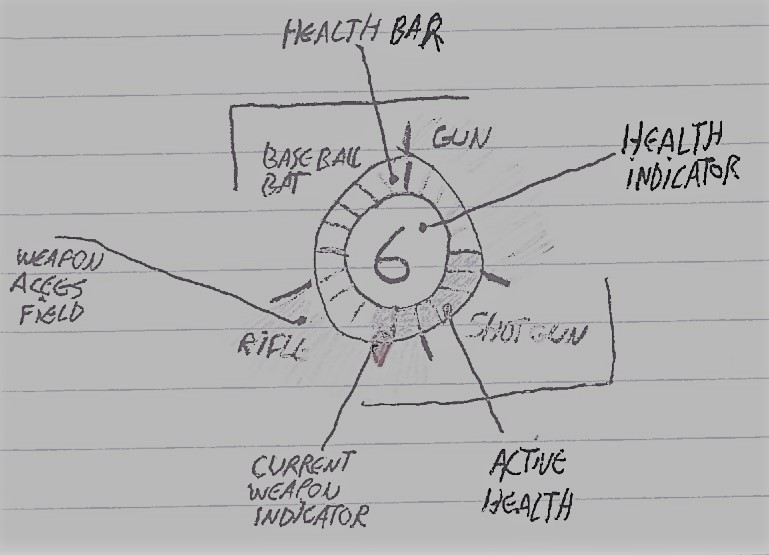 HEALTH BAR
GUN
BASEBALL
BAT
HEALTH
INDICATOR
6
WEAPON
ACCESS
FIELD
RIFLE
SHOTGUN
CURRENT
WEAPON
INDICATOR
ACTIVE
HEALTH